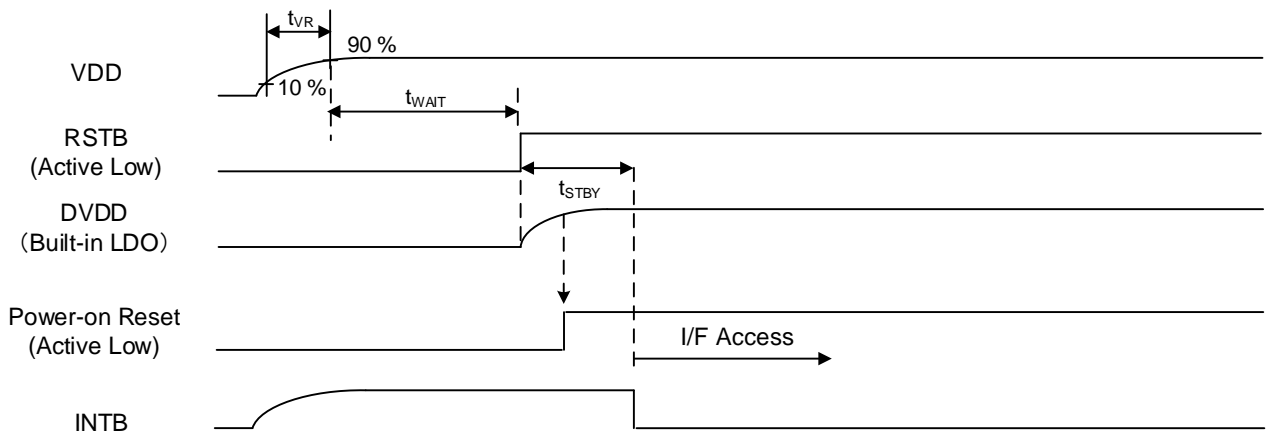 tVR
90 %
VDD
10 %
tWAIT
RSTB
(Active Low)
tSTBY
DVDD
（Built-in LDO）
Power-on Reset
(Active Low)
I/F Access
INTB